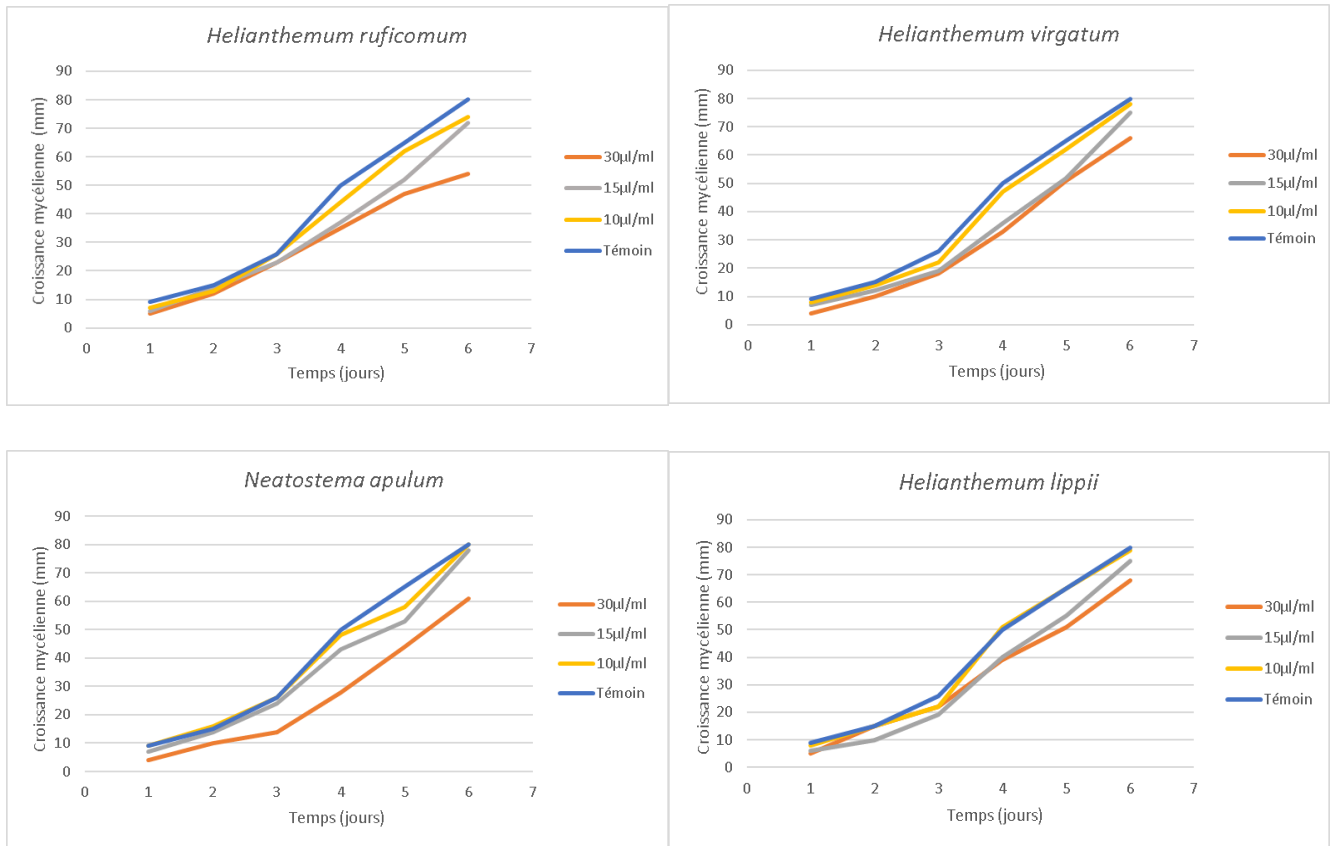 Helianthemum ruficomum
Croissance mycélienne (mm)
90
80
70
60
50
40
30
20
10
0
0 1 2 3 4 5 6 7
Temps (jours)
30µl/ml
15µl/ml
10µl/ml
Témoin
Helianthemum virgatum
Croissance mycélienne (mm)
90
80
70
60
50
40
30
20
10
0
0 1 2 3 4 5 6 7
Temps (jours)
30µl/ml
15µl/ml
10µl/ml
Témoin
Neatostema apulum
Croissance mycélienne (mm)
90
80
70
60
50
40
30
20
10
0
0 1 2 3 4 5 6 7
Temps (jours)
30µl/ml
15µl/ml
10µl/ml
Témoin
Helianthemum lippii
Croissance mycélienne (mm)
90
80
70
60
50
40
30
20
10
0
0 1 2 3 4 5 6 7
Temps (jours)
30µl/ml
15µl/ml
10µl/ml
Témoin